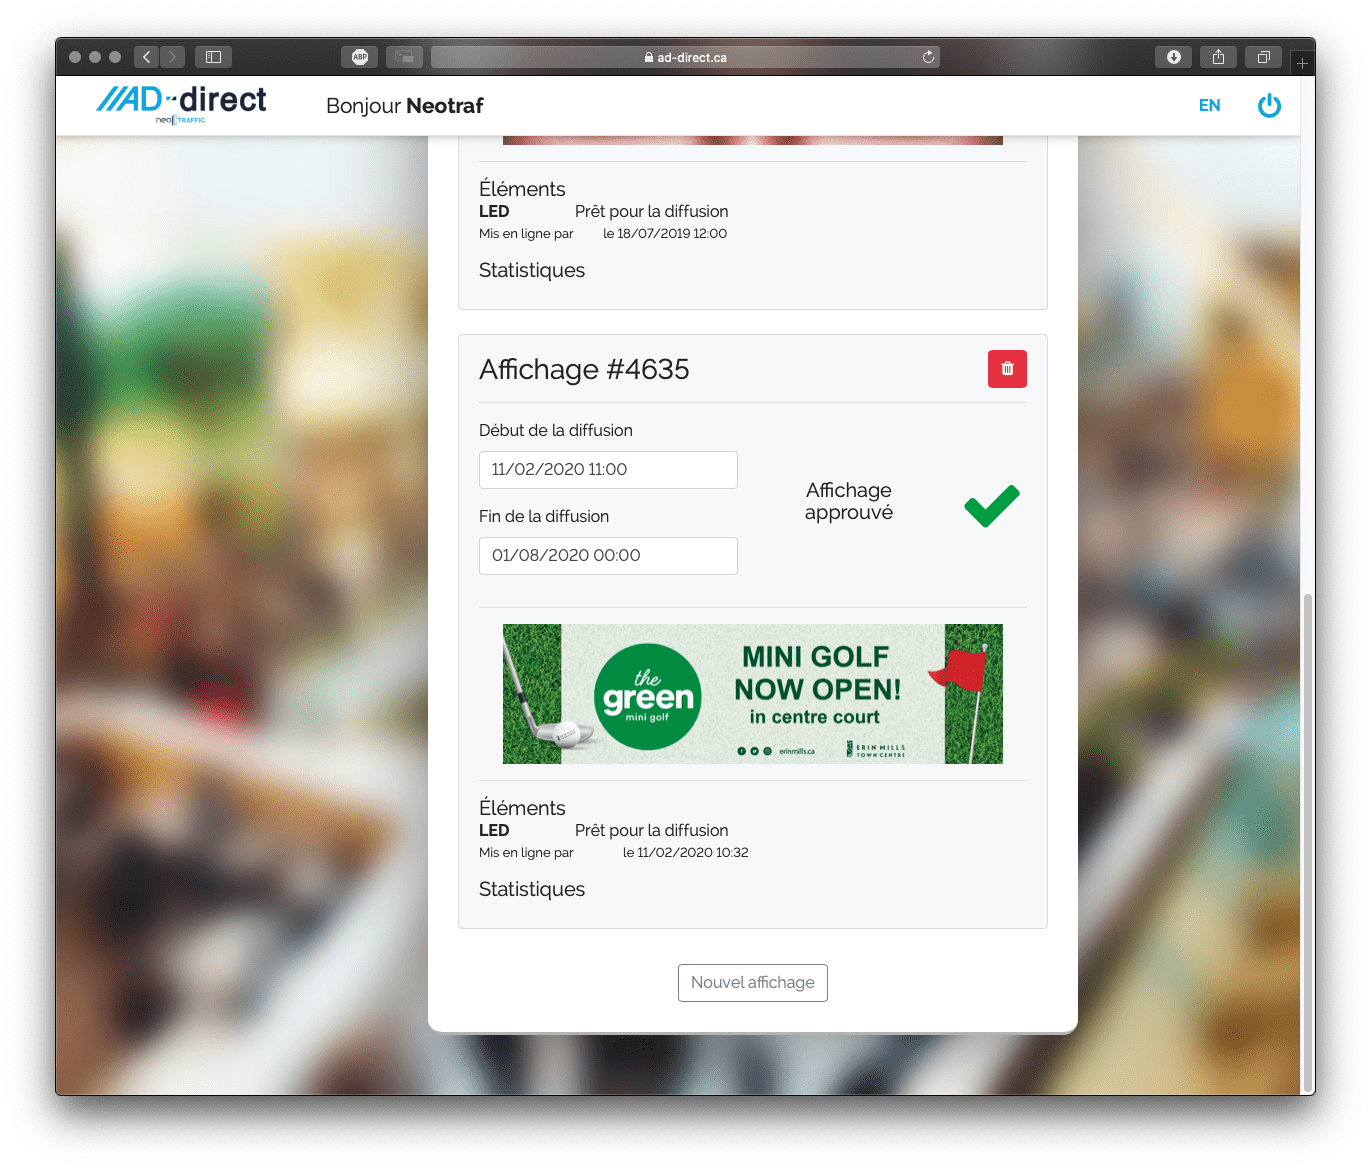 ABP
ad-direct.ca
AD-direct
neo TRAFFIC
Bonjour Neotraf
EN
Éléments
LED Prêt pour la diffusion
Mis en ligne par le 18/07/2019 12:00
Statistiques
Affichage #4635
Début de la diffusion
11/02/2020 11:00
Fin de la diffusion
01/08/2020 00:00
Affichage
approuvé
the
green
mini golf
MINI GOLF
NOW OPEN!
in centre court
erinmills.ca
ERIN MILLS
TOWN CENTRE
Éléments
LED Prêt pour la diffusion
Mis en ligne par le 11/02/2020 10:32
Statistiques
Nouvel affichage